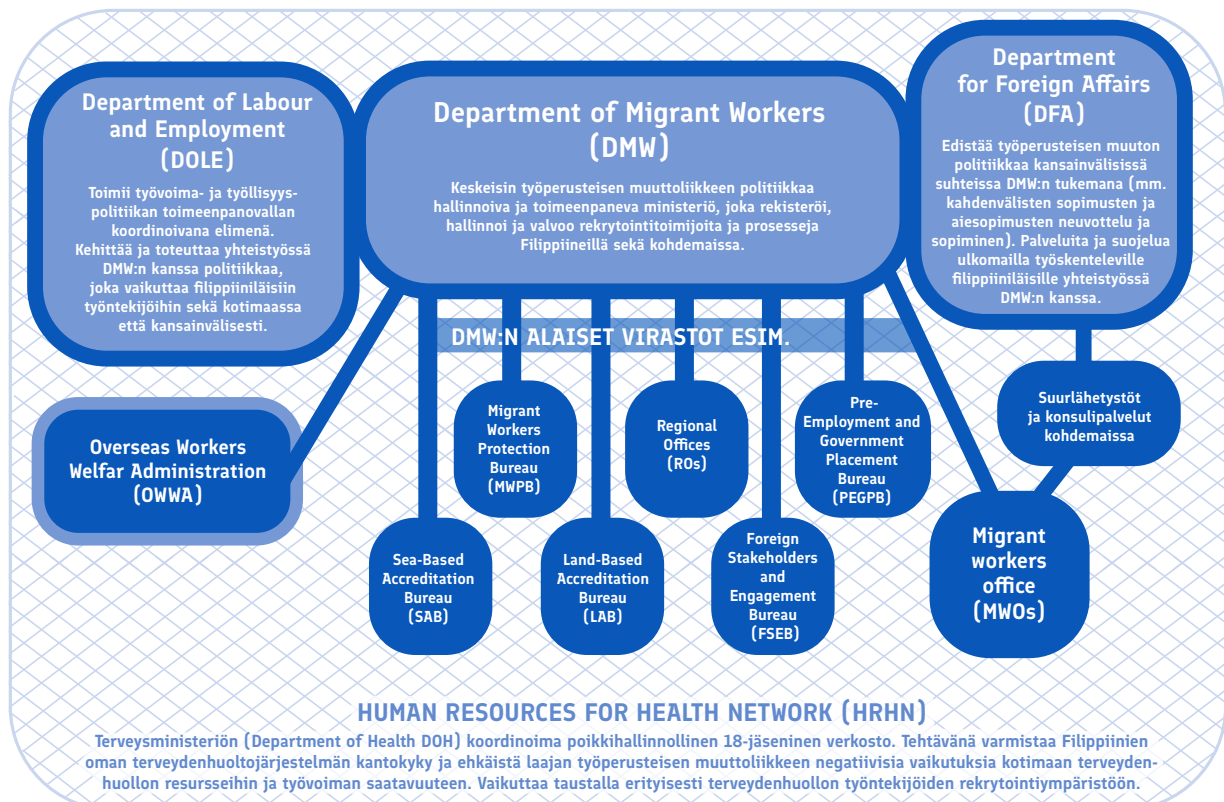 Department of Labour
and Employment
(DOLE)
Toimii työvoima- ja työllisyys-
politiikan toimeenpanovallan
koordinoivana elimenä.
Kehittää ja toteuttaa yhteistyössä
DMW:n kanssa politiikkaa,
joka vaikuttaa filippiiniläisiin
työntekijöihin sekä kotimaassa
että kansainvälisesti.
Department of Migrant Workers
(DMW)
Keskeisin työperusteisen muuttoliikkeen politiikkaa
hallinnoiva ja toimeenpaneva ministeriö, joka rekisteröi,
hallinnoi ja valvoo rekrytointitoimijoita ja prosesseja
Filippiineillä sekä kohdemaissa.
Department
for Foreign Affairs
(DFA)
Edistää työperusteisen muuton
politiikkaa kansainvälisissä
suhteissa DMW:n tukemana (mm.
kahdenvälisten sopimusten ja
aiesopimusten neuvottelu ja
sopiminen). Palveluita ja suojelua
ulkomailla työskenteleville
filippiiniläisille yhteistyössä
DMW:n kanssa.
DMW:N ALAISET VIRASTOT ESIM.
Overseas Workers
Welfar Administration
(OWWA)
Sea-Based
Accreditation
Bureau
(SAB)
Migrant
Workers
Protection
Bureau
(MWPB)
Land-Based
Accreditation
Bureau
(LAB)
Regional
Offices
(ROs)
Foreign
Stakeholders
and
Engagement
Bureau
(FSEB)
Pre-
Employment and
Government
Placement
Bureau
(PEGPB)
Suurlähetystöt
ja konsulipalvelut
kohdemaissa
Migrant
workers
office
(MWOs)
HUMAN RESOURCES FOR HEALTH NETWORK (HRHN)
Terveysministeriön (Department of Health DOH) koordinoima poikkihallinnollinen 18-jäseninen verkosto. Tehtävänä varmistaa Filippiinien
oman terveydenhuoltojärjestelmän kantokyky ja ehkäistä laajan työperusteisen muuttoliikkeen negatiivisia vaikutuksia kotimaan terveyden-
huollon resursseihin ja työvoiman saatavuuteen. Vaikuttaa taustalla erityisesti terveydenhuollon työntekijöiden rekrytointiympäristöön.